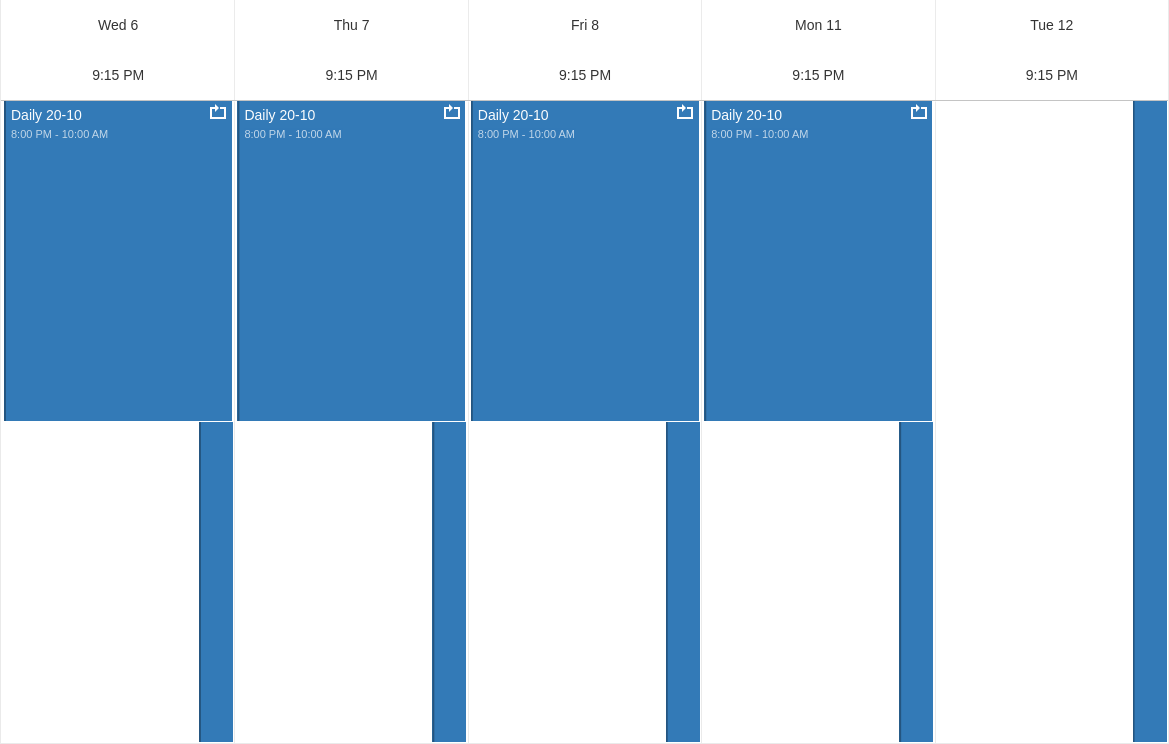 Wed 6 Thu 7 Fri 8 Mon 11 Tue 12
9:15 PM 9:15 PM 9:15 PM 9:15 PM 9:15 PM
Daily 20-10 Daily 20-10 Daily 20-10 Daily 20-10
8:00 PM - 10:00 AM 8:00 PM - 10:00 AM 8:00 PM - 10:00 AM 8:00 PM - 10:00 AM